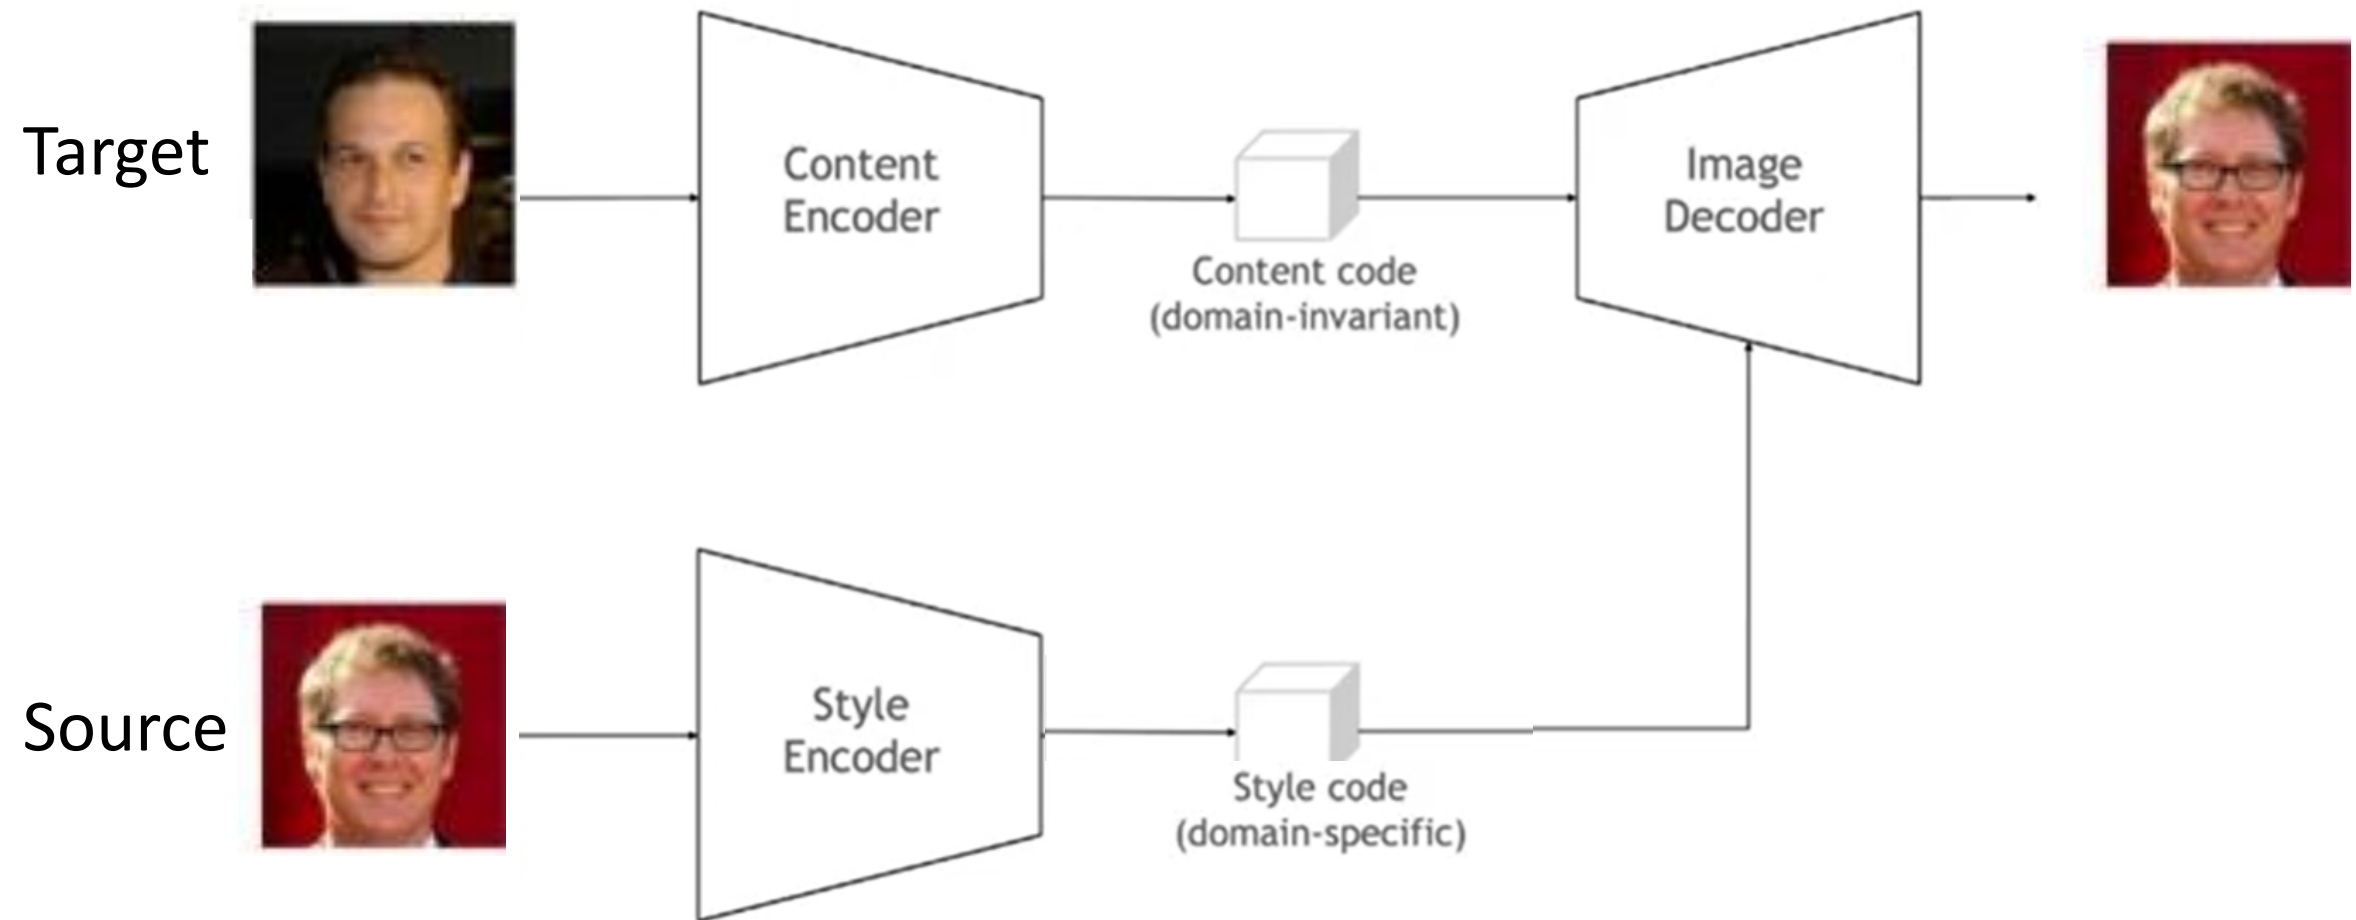 Target
Content
Encoder
Content code
(domain-invariant)
Image
Decoder
Source
Style
Encoder
Style code
(domain-specific)